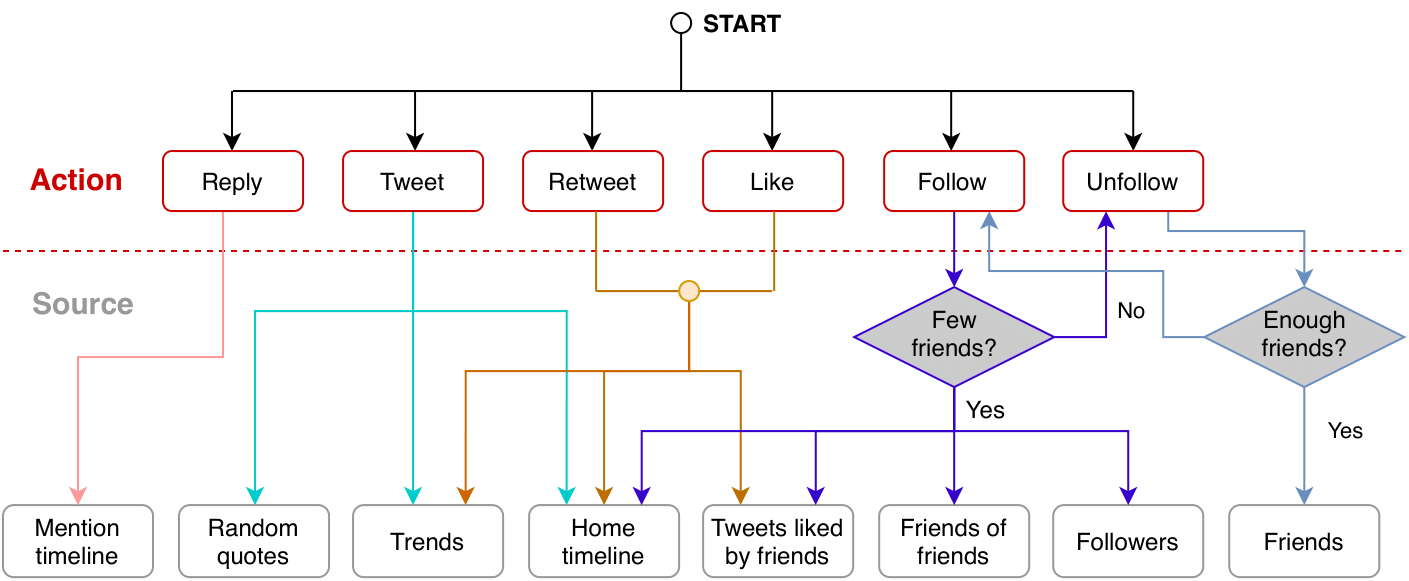 START
Action
Reply
Tweet
Retweet
Like
Follow
Unfollow
Source
Few
friends?
No
Enough
friends?
Yes
Yes
Mention
timeline
Random
quotes
Trends
Home
timeline
Tweets liked
by friends
Friends of
friends
Followers
Friends